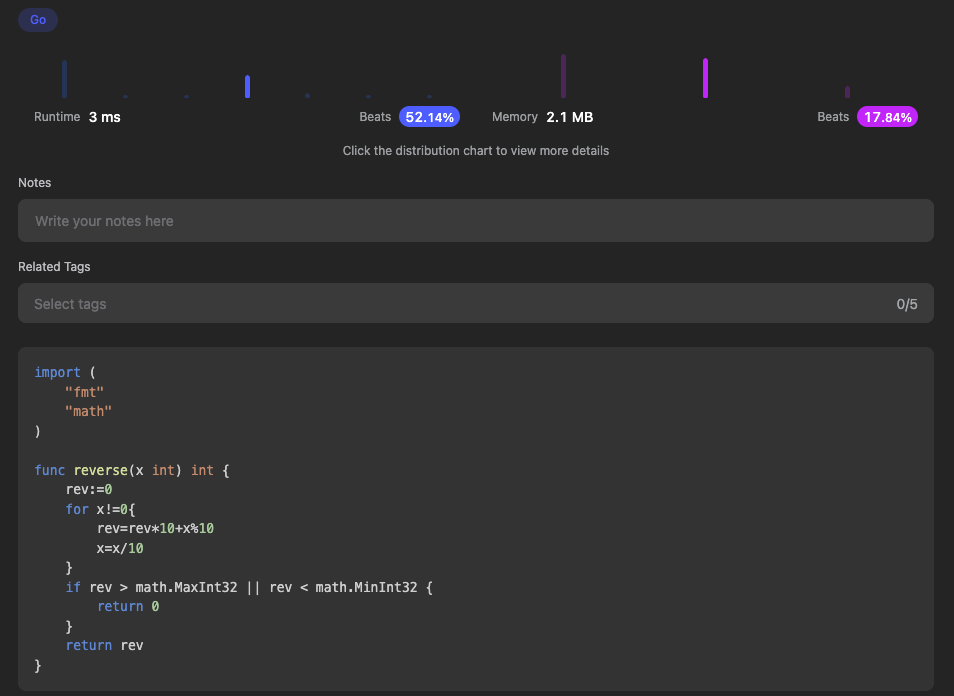 Go
Runtime 3 ms Beats 52.14% Memory 2.1 MB Beats 17.84%
Click the distribution chart to view more details
Notes
Write your notes here
Related Tags
Select tags 0/5
import (
    "fmt"
    "math"
)

func reverse(x int) int {
    rev:=0
    for x!=0{
        rev=rev*10+x%10
        x=x/10
    }
    if rev > math.MaxInt32 || rev < math.MinInt32 {
        return 0
    }
    return rev
}